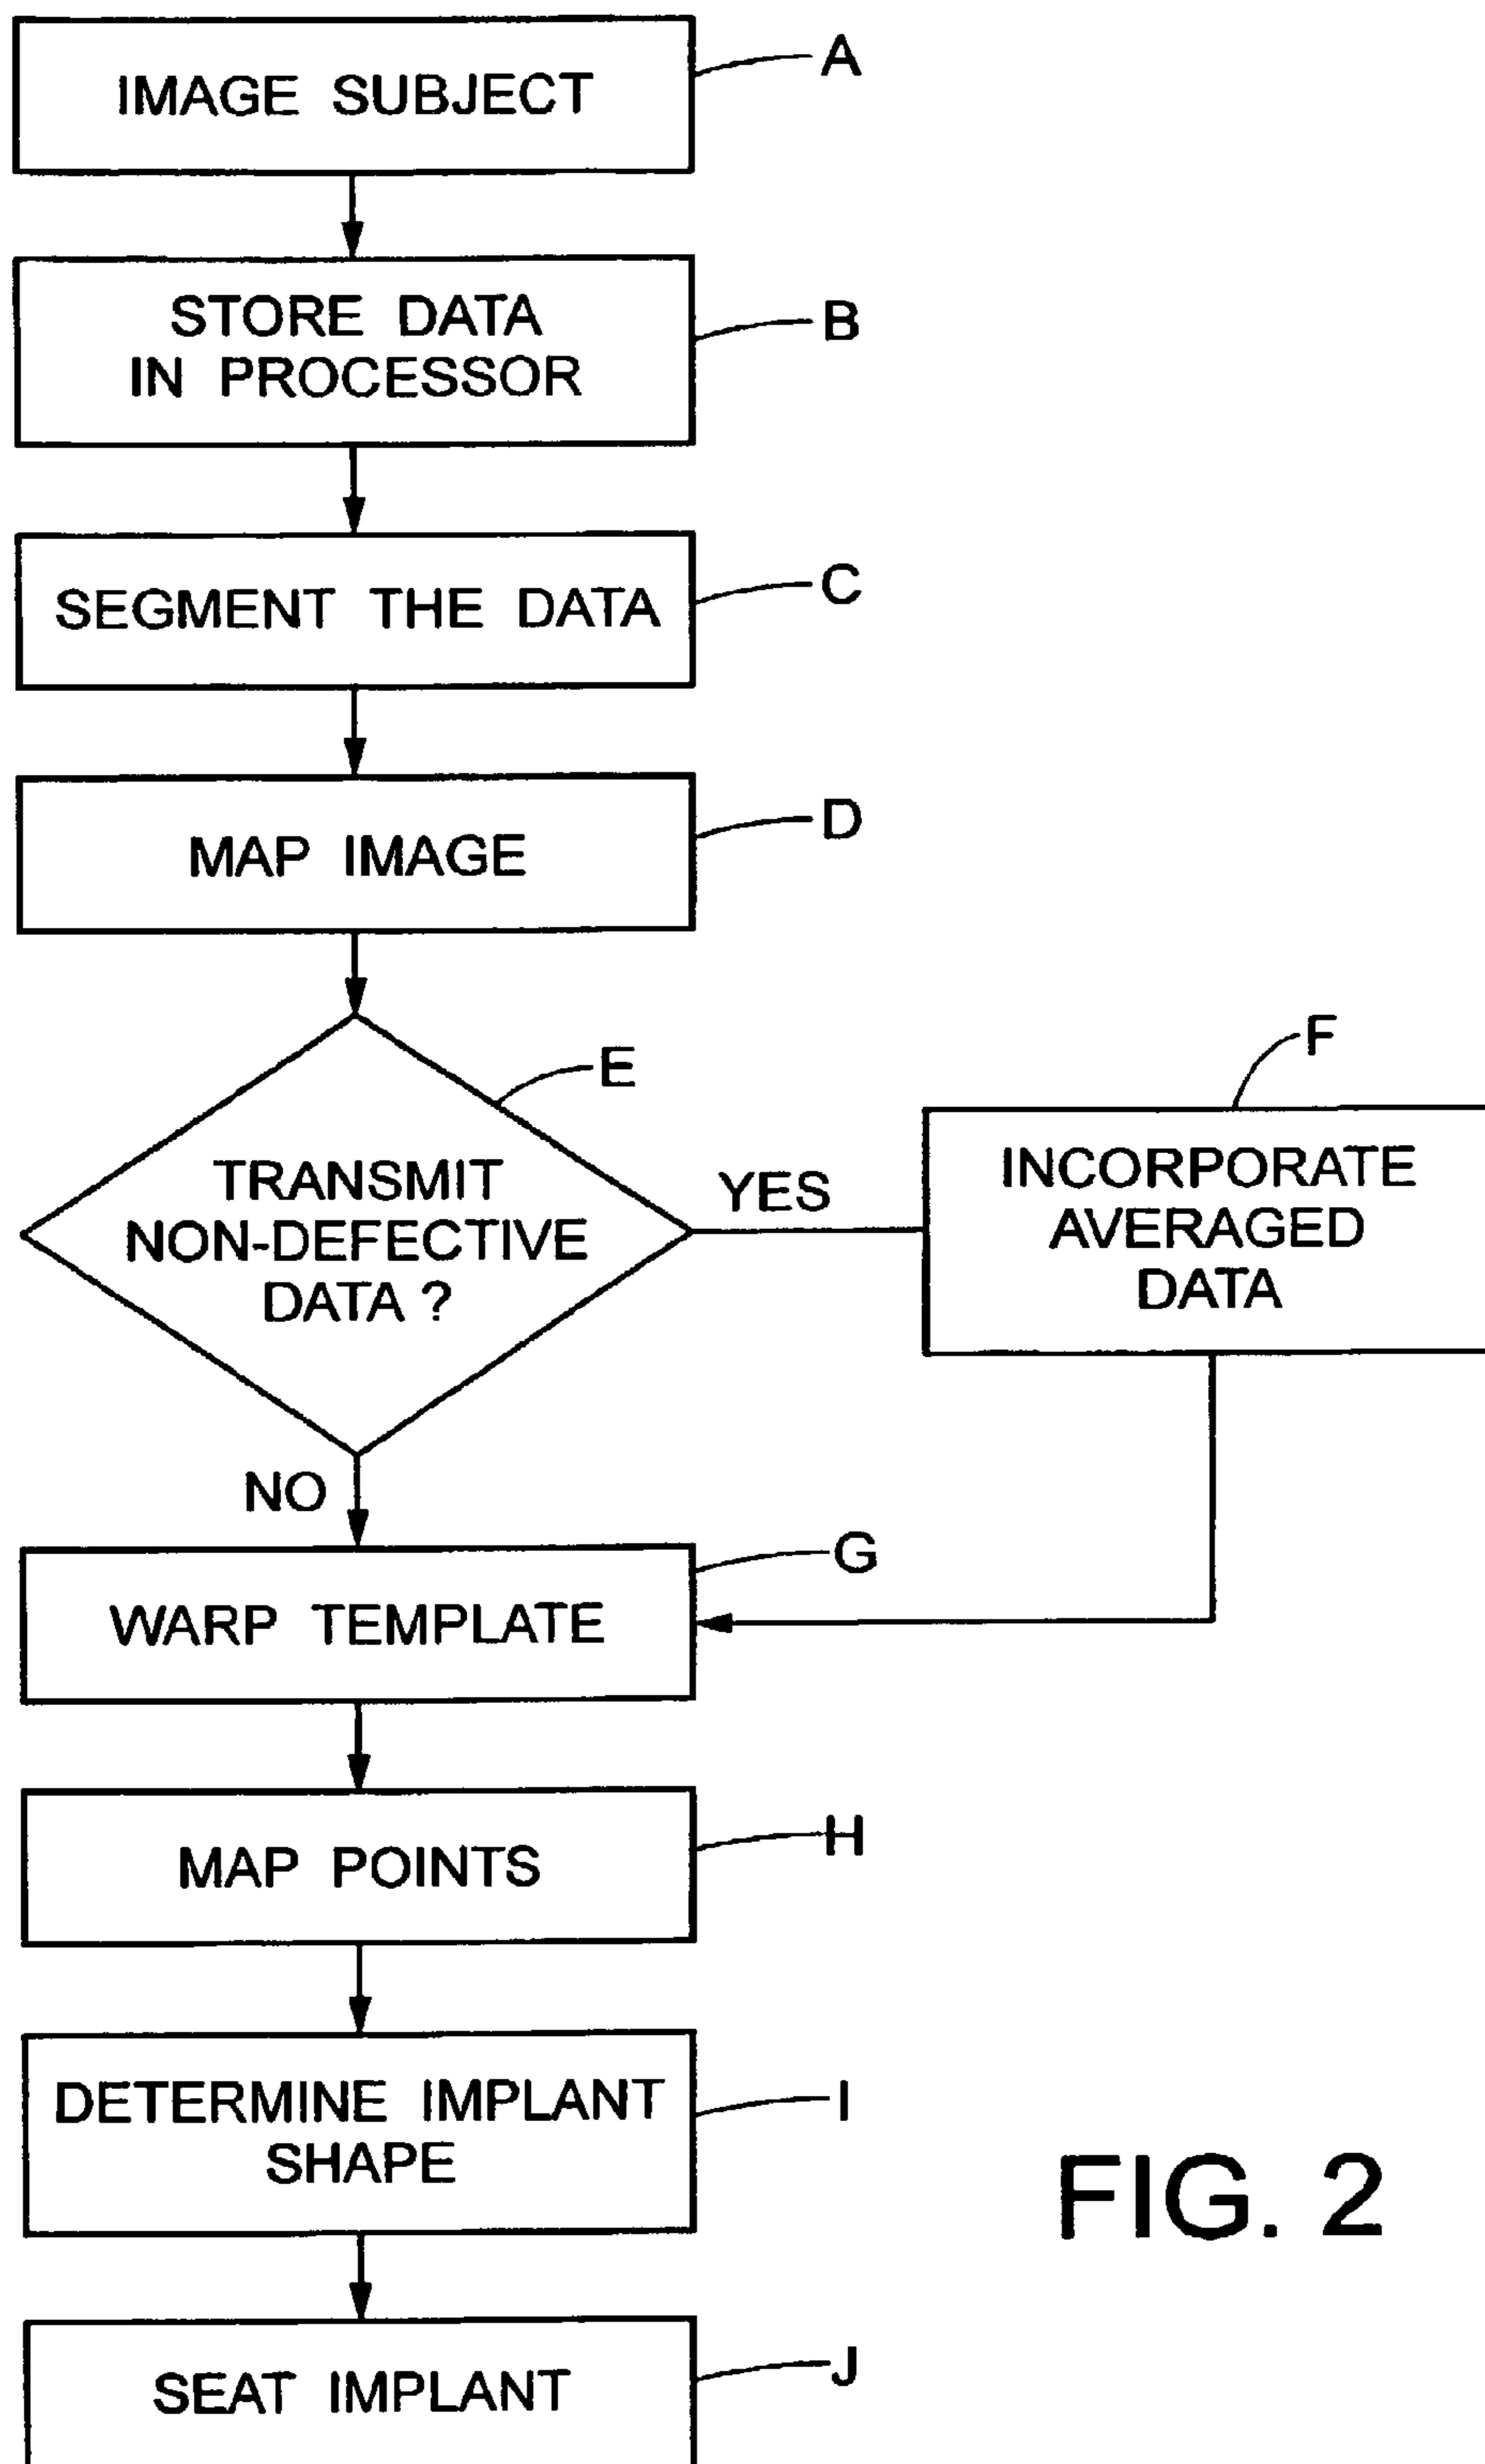 IMAGE SUBJECT
A
STORE DATA
IN PROCESSOR
B
SEGMENT THE DATA
C
MAP IMAGE
D
E
TRANSMIT
NON-DEFECTIVE
DATA ?
YES
F
INCORPORATE
AVERAGED
DATA
NO
G
WARP TEMPLATE
MAP POINTS
H
DETERMINE IMPLANT
SHAPE
I
SEAT IMPLANT
J
FIG. 2